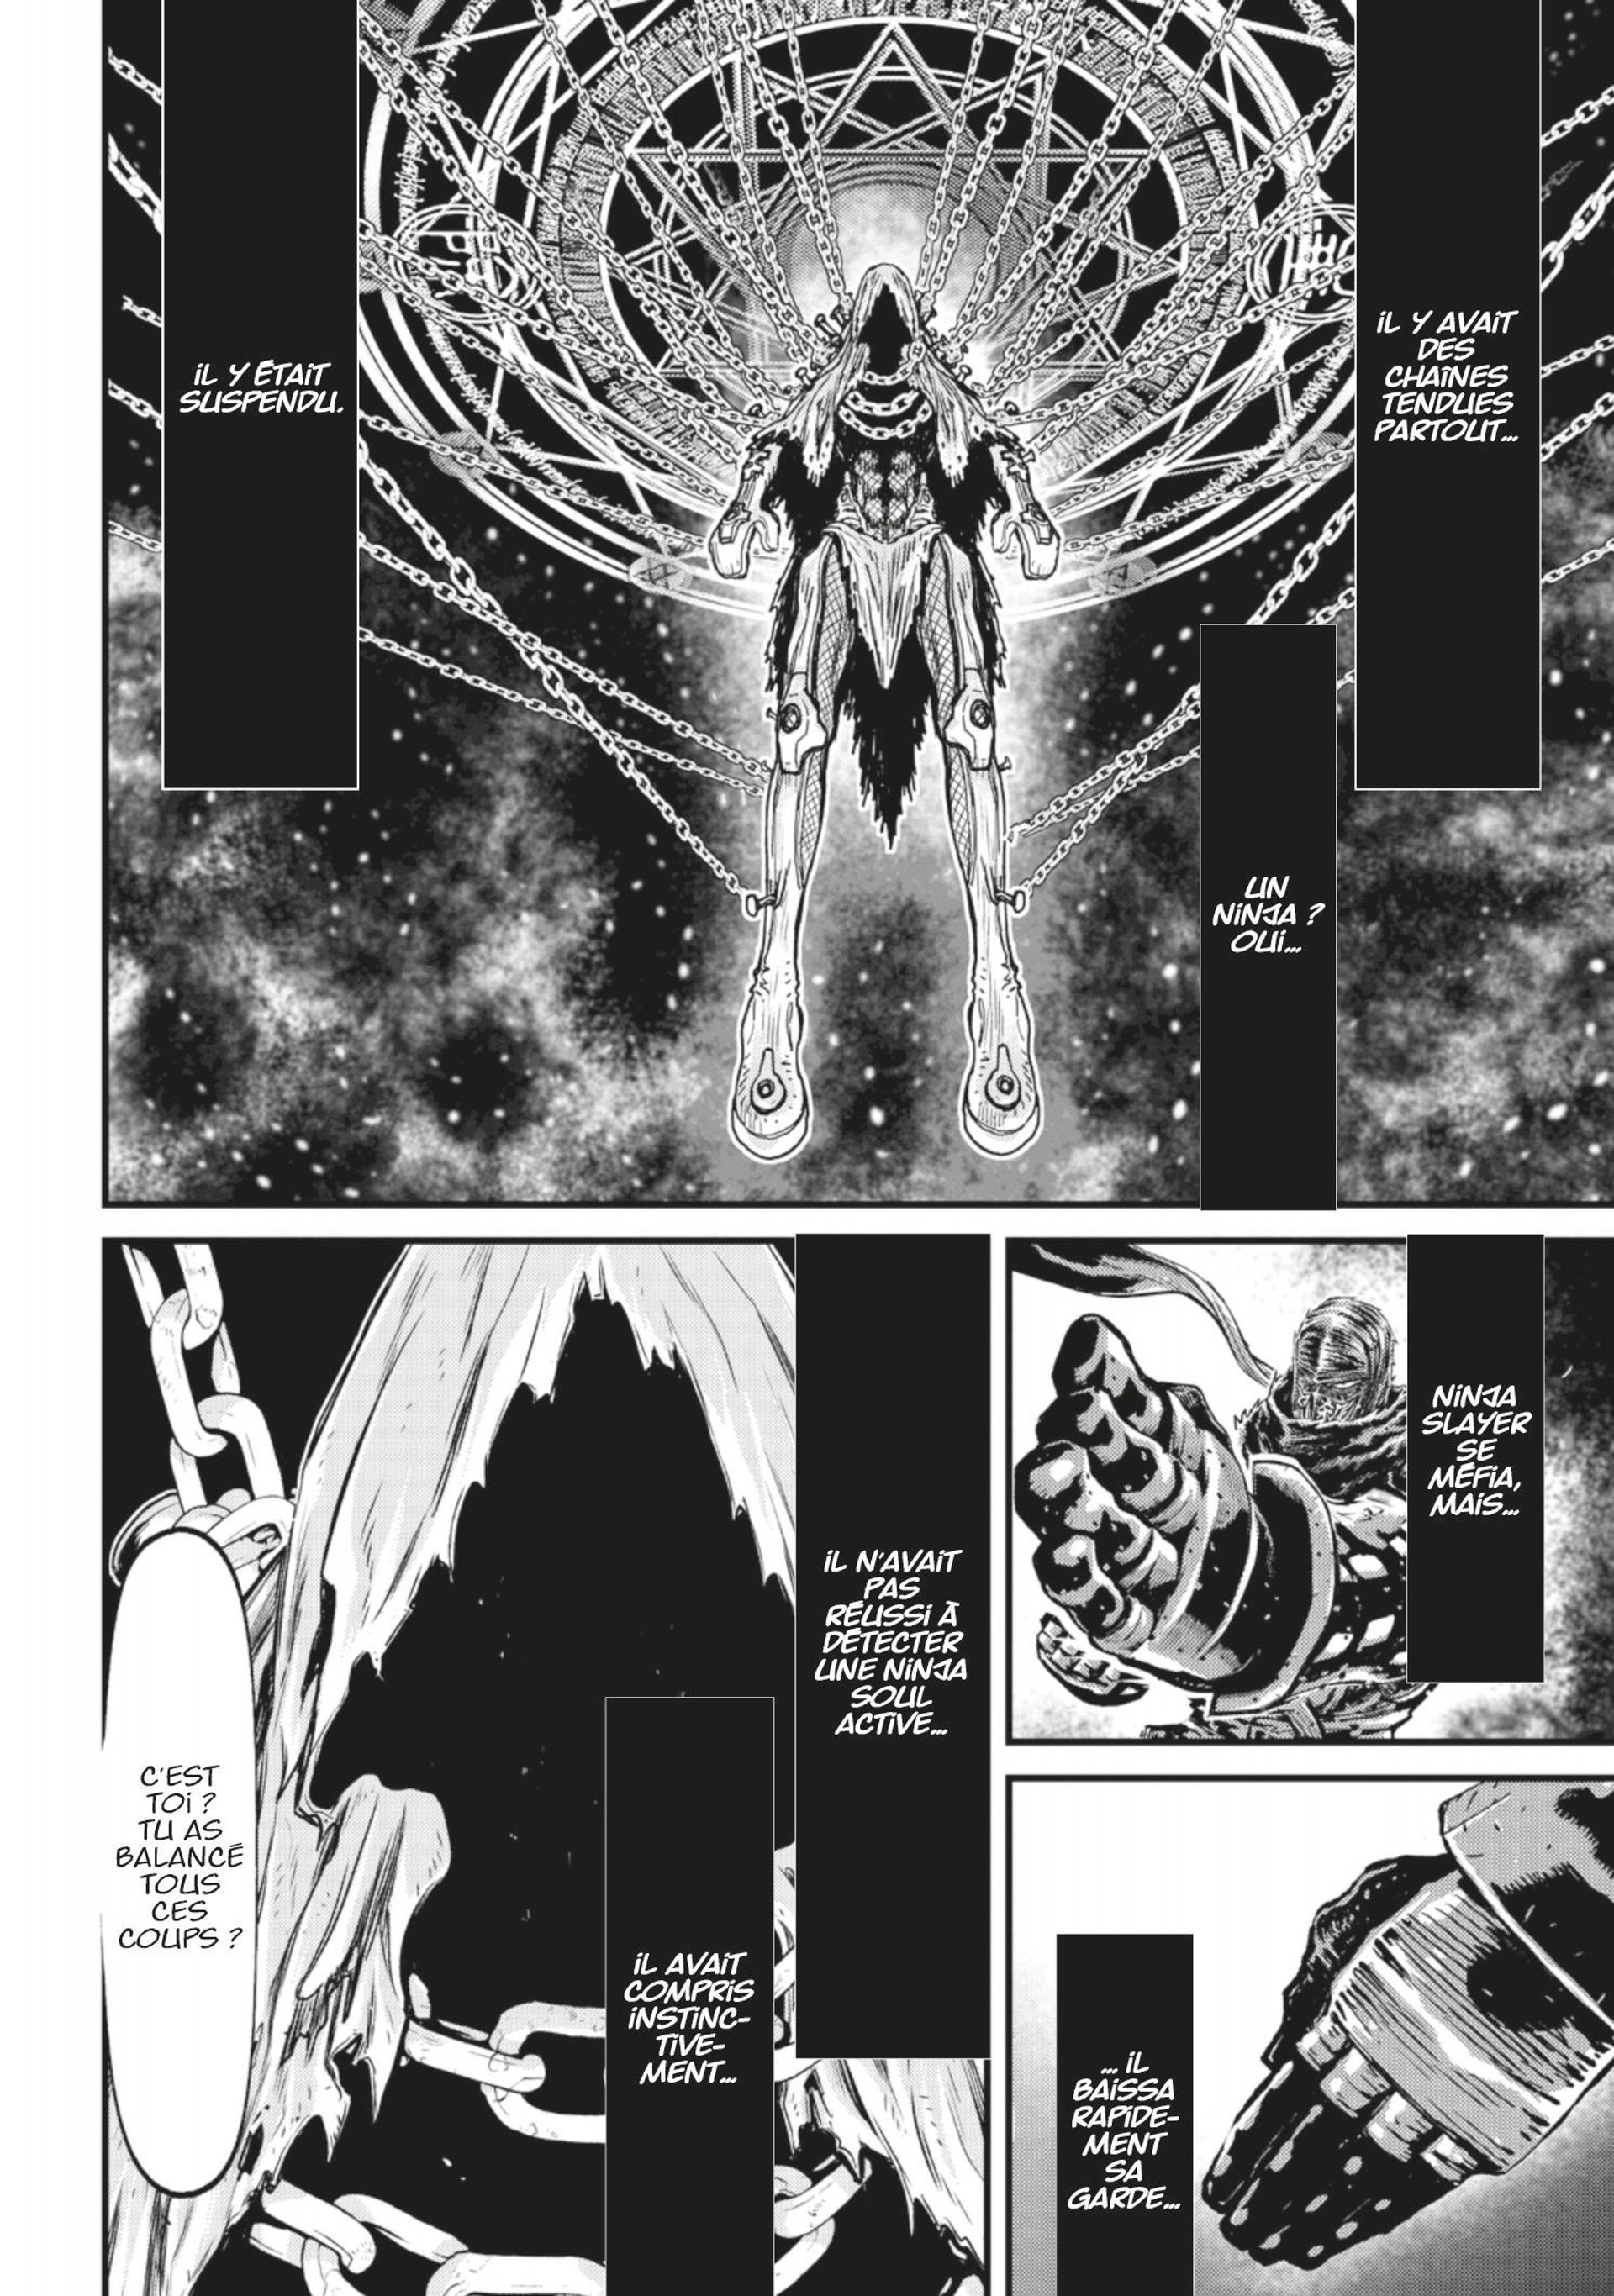 IL Y AVAIT
DES
CHAÎNES
TENDUES
PARTOUT...
IL Y ÉTAIT
SUSPENDU.
UN
NINJA ?
OUI...
NINJA
SLAYER
SE
MÉFIA,
MAIS...
... IL
BAISSA
RAPIDE-
MENT
SA
GARDE...
IL N'AVAIT
PAS
RÉUSSI À
DÉTECTER
UNE NINJA
SOUL
ACTIVE...
IL AVAIT
COMPRIS
INSTINC-
TIVE-
MENT...
C'EST
TOI ?
TU AS
BALANCÉ
TOUS
CES
COUPS ?